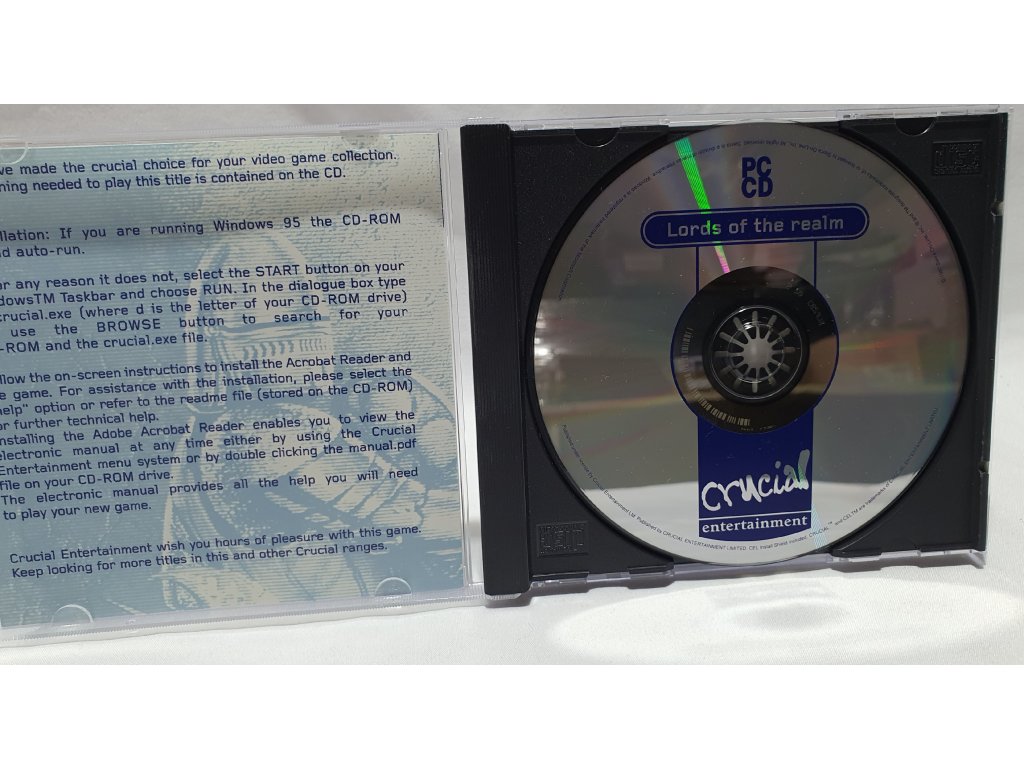 ve made the crucial choice for your video game collection.
ning needed to play this title is contained on the CD.
llation: If you are running Windows 95 the CD-ROM
d auto-run.
or any reason it does not, select the START button on your
dowsTM Taskbar and choose RUN. In the dialogue box type
crucial.exe (where d is the letter of your CD-ROM drive)
use the BROWSE button to search for your
-ROM and the crucial.exe file.
llow the on-screen instructions to install the Acrobat Reader and
e game. For assistance with the installation, please select the
help" option or refer to the readme file (stored on the CD-ROM)
or further technical help.
nstalling the Adobe Acrobat Reader enables you to view the
electronic manual at any time either by using the Crucial
Entertainment menu system or by double clicking the manual.pdf
file on your CD-ROM drive.
The electronic manual provides all the help you will need
to play your new game.
Crucial Entertainment wish you hours of pleasure with this game.
Keep looking for more titles in this and other Crucial ranges.
PC
CD
Lords of the realm
crucial
entertainment